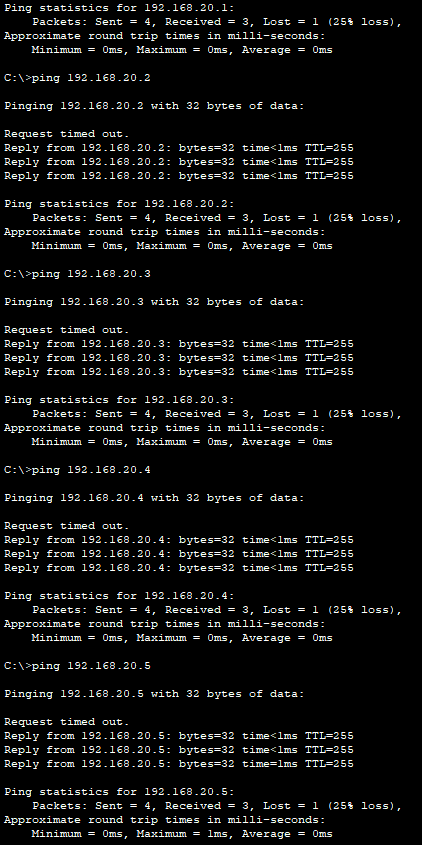 Ping statistics for 192.168.20.1:
    Packets: Sent = 4, Received = 3, Lost = 1 (25% loss),
Approximate round trip times in milli-seconds:
    Minimum = 0ms, Maximum = 0ms, Average = 0ms
C:\>ping 192.168.20.2
Pinging 192.168.20.2 with 32 bytes of data:
Request timed out.
Reply from 192.168.20.2: bytes=32 time<1ms TTL=255
Reply from 192.168.20.2: bytes=32 time<1ms TTL=255
Reply from 192.168.20.2: bytes=32 time<1ms TTL=255
Ping statistics for 192.168.20.2:
    Packets: Sent = 4, Received = 3, Lost = 1 (25% loss),
Approximate round trip times in milli-seconds:
    Minimum = 0ms, Maximum = 0ms, Average = 0ms
C:\>ping 192.168.20.3
Pinging 192.168.20.3 with 32 bytes of data:
Request timed out.
Reply from 192.168.20.3: bytes=32 time<1ms TTL=255
Reply from 192.168.20.3: bytes=32 time<1ms TTL=255
Reply from 192.168.20.3: bytes=32 time<1ms TTL=255
Ping statistics for 192.168.20.3:
    Packets: Sent = 4, Received = 3, Lost = 1 (25% loss),
Approximate round trip times in milli-seconds:
    Minimum = 0ms, Maximum = 0ms, Average = 0ms
C:\>ping 192.168.20.4
Pinging 192.168.20.4 with 32 bytes of data:
Request timed out.
Reply from 192.168.20.4: bytes=32 time<1ms TTL=255
Reply from 192.168.20.4: bytes=32 time<1ms TTL=255
Reply from 192.168.20.4: bytes=32 time<1ms TTL=255
Ping statistics for 192.168.20.4:
    Packets: Sent = 4, Received = 3, Lost = 1 (25% loss),
Approximate round trip times in milli-seconds:
    Minimum = 0ms, Maximum = 0ms, Average = 0ms
C:\>ping 192.168.20.5
Pinging 192.168.20.5 with 32 bytes of data:
Request timed out.
Reply from 192.168.20.5: bytes=32 time<1ms TTL=255
Reply from 192.168.20.5: bytes=32 time<1ms TTL=255
Reply from 192.168.20.5: bytes=32 time=1ms TTL=255
Ping statistics for 192.168.20.5:
    Packets: Sent = 4, Received = 3, Lost = 1 (25% loss),
Approximate round trip times in milli-seconds:
    Minimum = 0ms, Maximum = 1ms, Average = 0ms